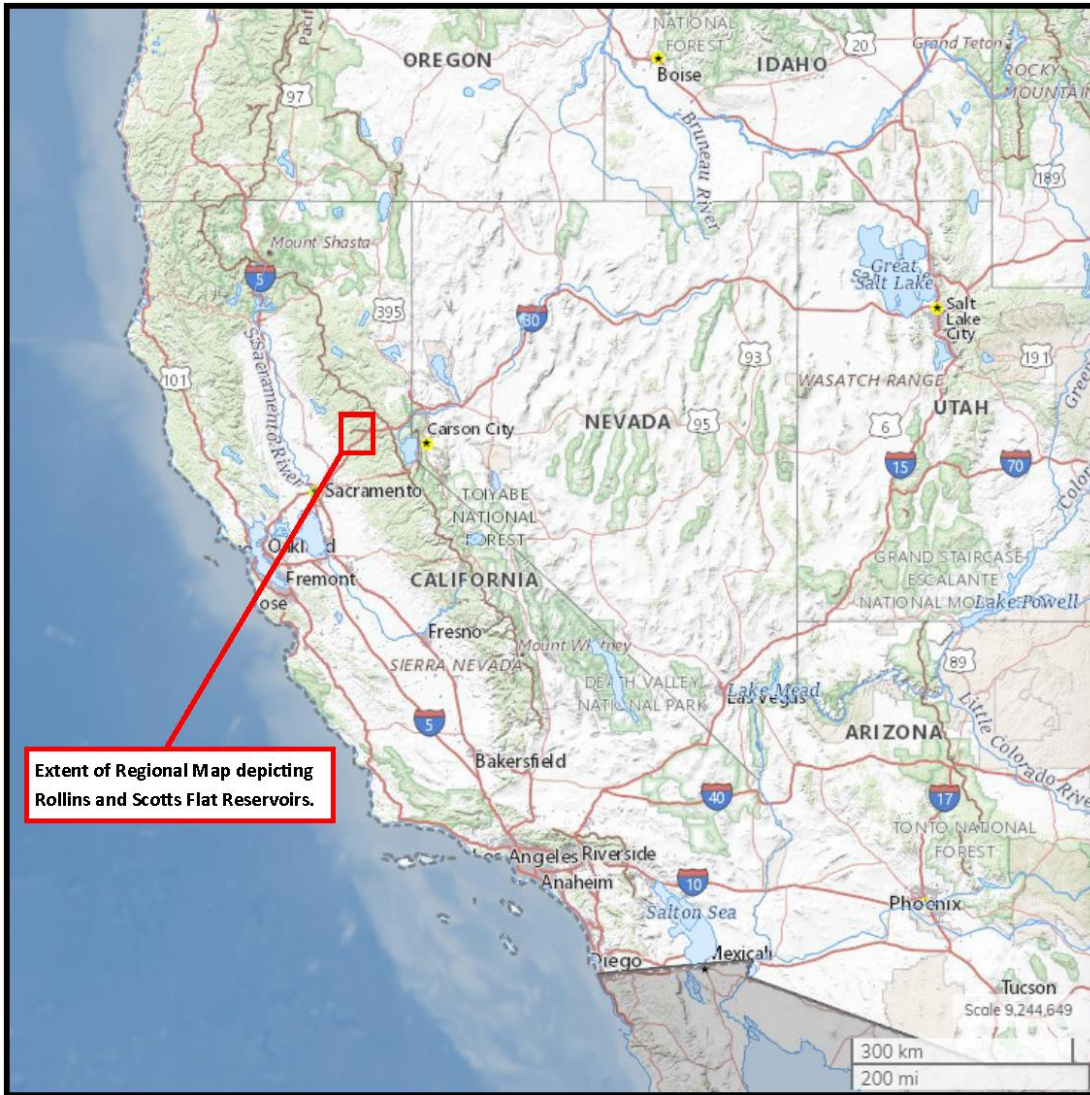 NATIONAL
FOREST
OREGON
IDAHO
Boise
20
Grand Teton
ROCKY
MOUNTAIN
97
Bruneau River
189
Mount Shasta
5
395
80
Great
Salt Lake
Salt
Lake
City
93
191
101
Sacramento River
WASATCH RANGE
Green
NEVADA
UTAH
95
6
Carson City
15
70
Sacramento
TOIYABE
NATIONAL
FOREST
Fremont
CALIFORNIA
GRAND STAIRCASE
ESCALANTE
Lake Powell
ose
Fresno
SIERRA NEVADA
Mount Whitney
DEATH VALLEY
NATIONAL PARK
Lake Mead
Las Vegas
89
Little Colorado River
ARIZONA
5
Bakersfield
Extent of Regional Map depicting
Rollins and Scotts Flat Reservoirs.
40
17
TONTO NATIONAL
FOREST
Angeles
Riverside
Anaheim
10
Phoenix
Salton Sea
Diego
Mexicali
Tucson
Scale 9,244,649
300 km
200 mi